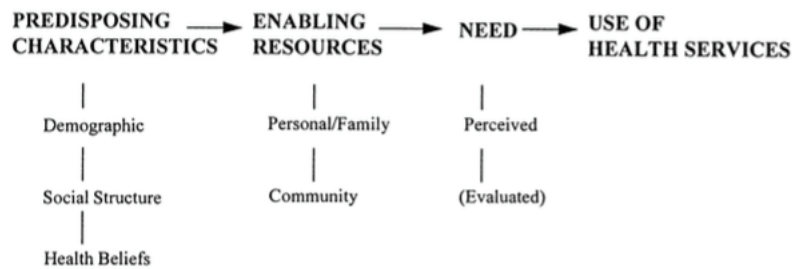 PREDISPOSING
CHARACTERISTICS
ENABLING
RESOURCES
NEED
USE OF
HEALTH SERVICES
Demographic
Personal/Family
Perceived
Social Structure
Community
(Evaluated)
Health Beliefs